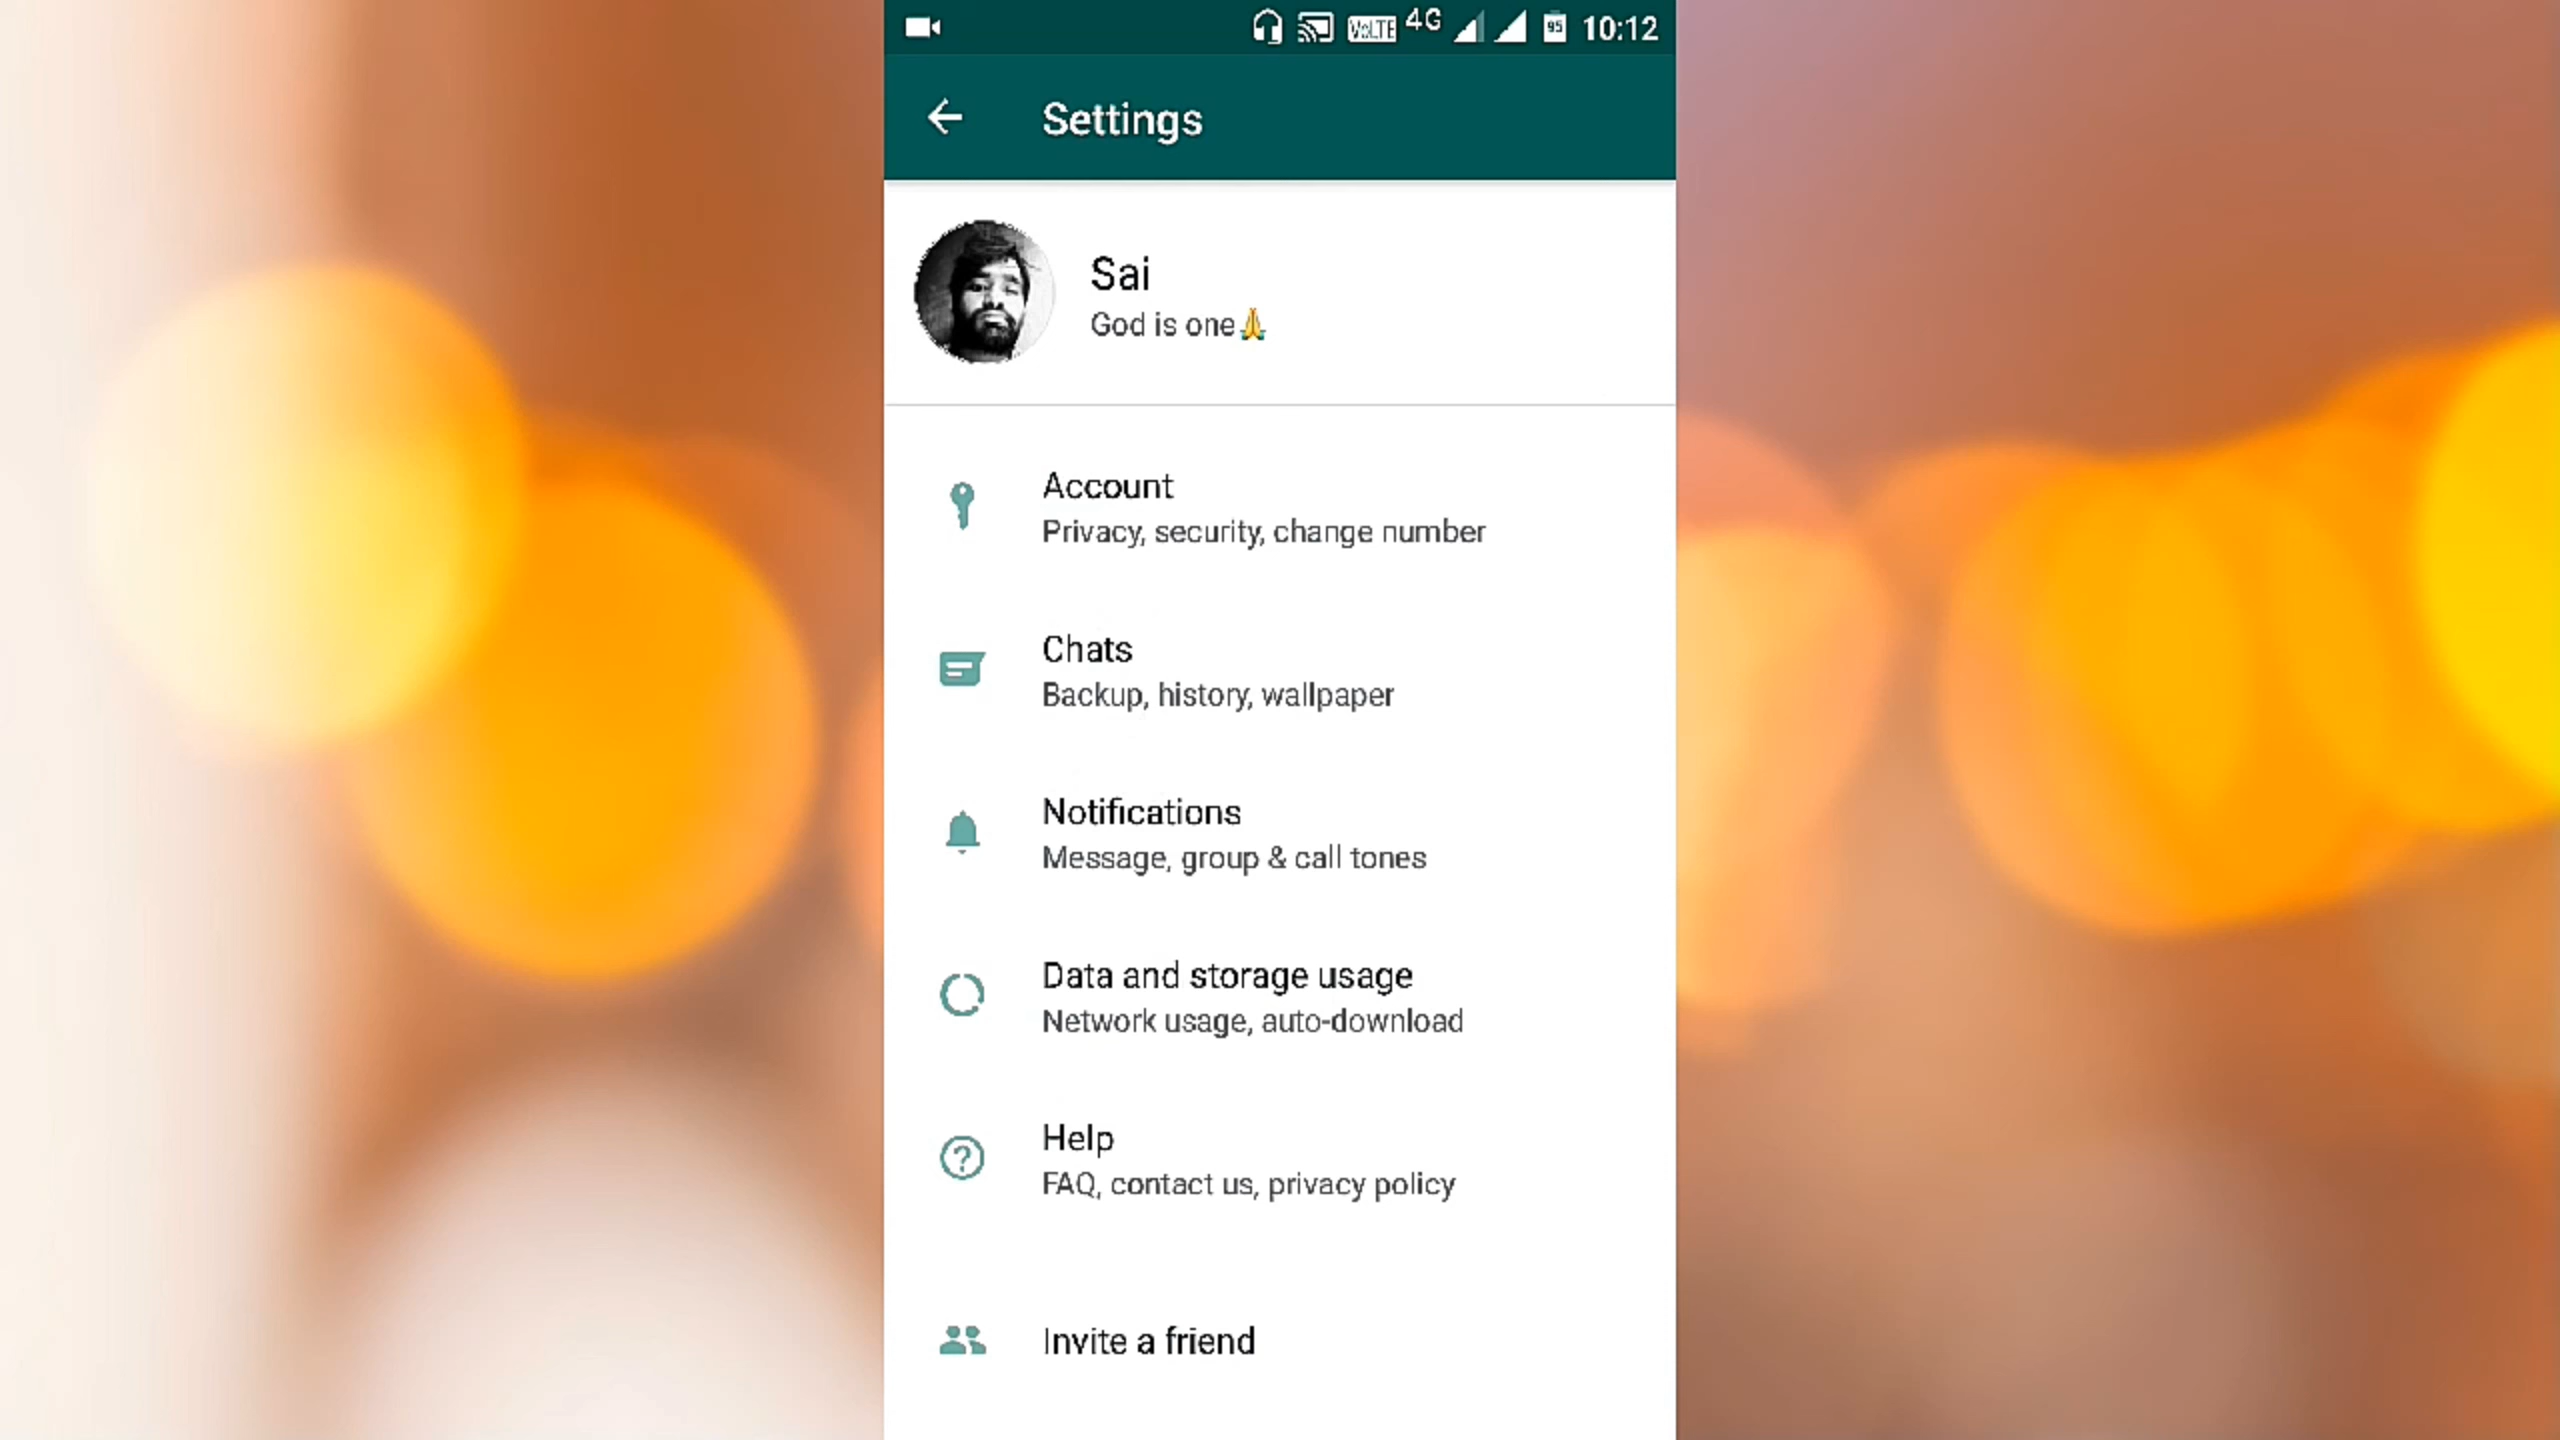 VoLTE 4G 95 10:12
Settings
Sai
God is one🙏
Account
Privacy, security, change number
Chats
Backup, history, wallpaper
Notifications
Message, group & call tones
Data and storage usage
Network usage, auto-download
Help
FAQ, contact us, privacy policy
Invite a friend